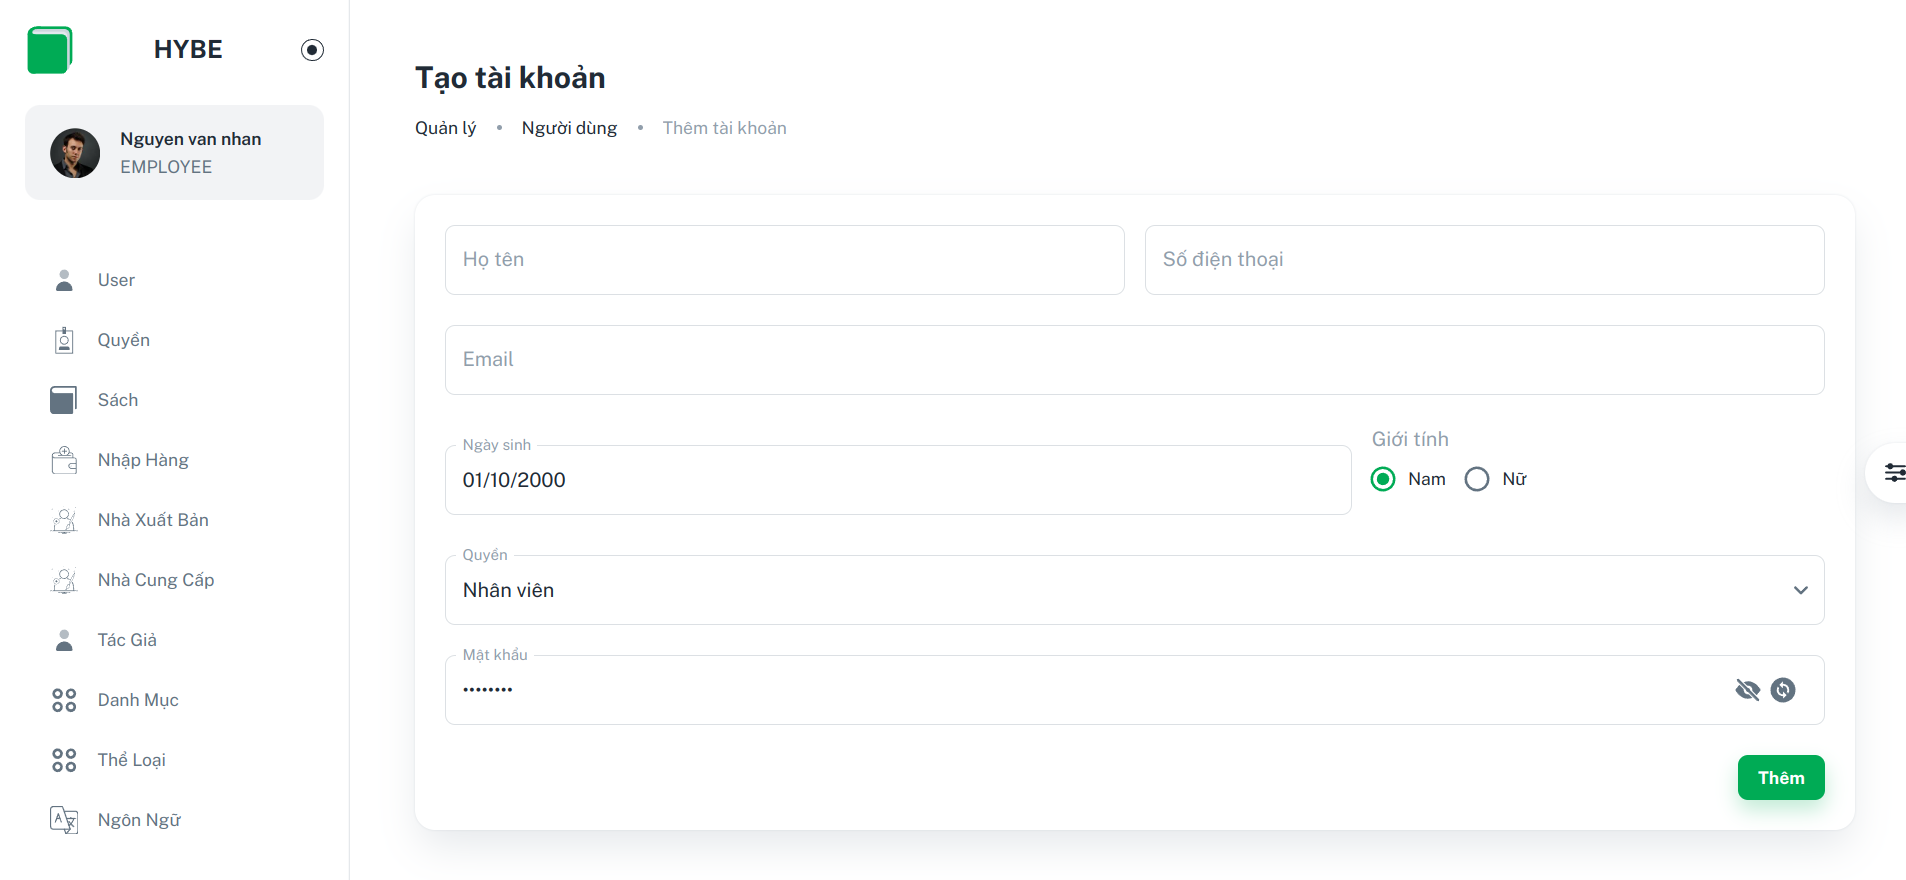 HYBE
Nguyen van nhan
EMPLOYEE
User
Quyền
Sách
Nhập Hàng
Nhà Xuất Bản
Nhà Cung Cấp
Tác Giả
Danh Mục
Thể Loại
Ngôn Ngữ
Tạo tài khoản
Quản lý • Người dùng • Thêm tài khoản
Họ tên
Số điện thoại
Email
Ngày sinh
01/10/2000
Giới tính
Nam Nữ
Quyền
Nhân viên
Mật khẩu
••••••••
Thêm